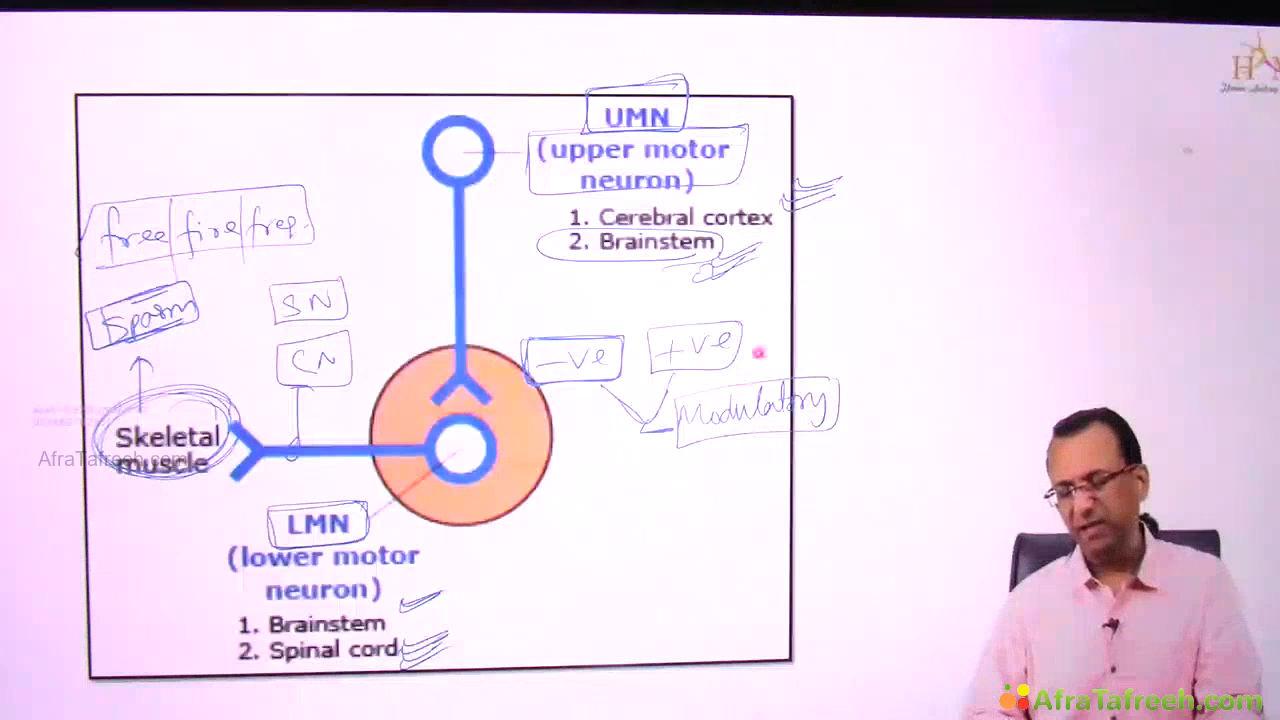 UMN
(upper motor
neuron)
1. Cerebral cortex
2. Brainstem
free | fire | freq.
Spasm
SN
CN
-ve
+ve
Modulatory
Skeletal
muscle
AfraTafreeh.com
LMN
(lower motor
neuron)
1. Brainstem
2. Spinal cord
AfraTafreeh.com